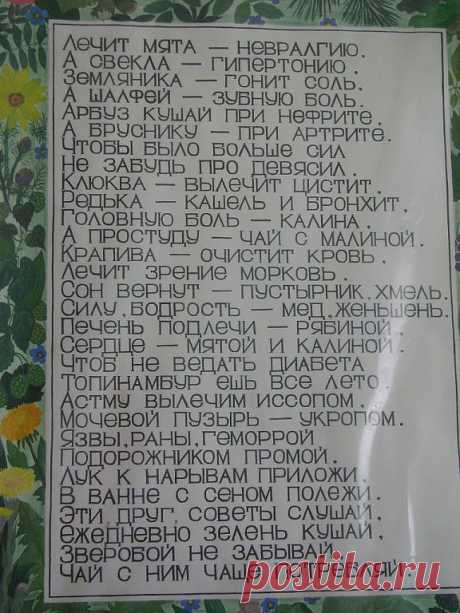 Лечит мята — невралгию.
А свекла — гипертонию.
Земляника — гонит соль,
А шалфей — зубную боль.
Арбуз кушай при нефрите,
А бруснику — при артрите.
Чтобы было больше сил
Не забудь про девясил.
Клюква — вылечит цистит.
Редька — кашель и бронхит,
Головную боль — калина,
А простуду — чай с малиной.
Крапива — очистит кровь.
Лечит зрение морковь.
Сон вернут — пустырник, хмель.
Силу, бодрость — мед, женьшень.
Печень подлечи — рябиной,
Сердце — мятой и калиной.
Чтоб не ведать диабета
Топинамбур ешь все лето.
Астму вылечим иссопом,
Мочевой пузырь — укропом.
Язвы, раны, геморрой
Подорожником промой.
Лук к нарывам приложи.
В ванне с сеном полежи.
Эти, друг, советы слушай,
Ежедневно зелень кушай,
Зверобой не забывай
Чай с ним чаще употребляй.
postila.ru